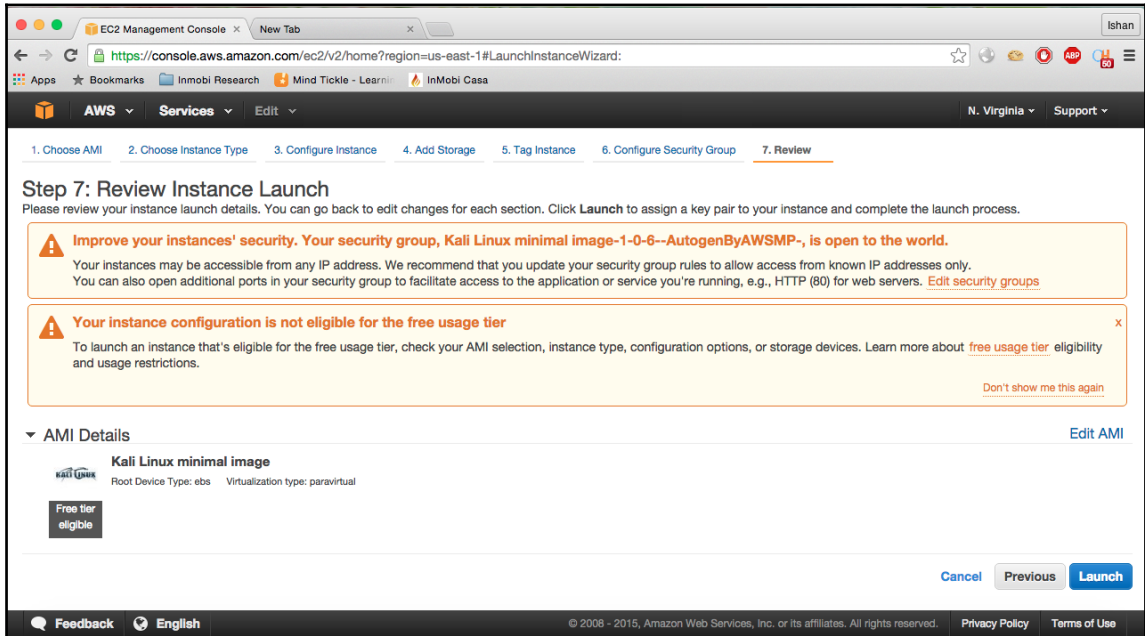 EC2 Management Console
New Tab
Ishan
https://console.aws.amazon.com/ec2/v2/home?region=us-east-1#LaunchInstanceWizard:
ABP
50
Apps Bookmarks Inmobi Research Mind Tickle - Learnin InMobi Casa
AWS Services Edit N. Virginia Support
1. Choose AMI 2. Choose Instance Type 3. Configure Instance 4. Add Storage 5. Tag Instance 6. Configure Security Group 7. Review
Step 7: Review Instance Launch
Please review your instance launch details. You can go back to edit changes for each section. Click Launch to assign a key pair to your instance and complete the launch process.
Improve your instances' security. Your security group, Kali Linux minimal image-1-0-6--AutogenByAWSMP-, is open to the world.
Your instances may be accessible from any IP address. We recommend that you update your security group rules to allow access from known IP addresses only.
You can also open additional ports in your security group to facilitate access to the application or service you're running, e.g., HTTP (80) for web servers. Edit security groups
Your instance configuration is not eligible for the free usage tier x
To launch an instance that's eligible for the free usage tier, check your AMI selection, instance type, configuration options, or storage devices. Learn more about free usage tier eligibility
and usage restrictions.
Don't show me this again
AMI Details Edit AMI
Kali Linux minimal image
KALI LINUX
Root Device Type: ebs Virtualization type: paravirtual
Free tier
eligible
Cancel Previous Launch
Feedback English © 2008 - 2015, Amazon Web Services, Inc. or its affiliates. All rights reserved. Privacy Policy Terms of Use